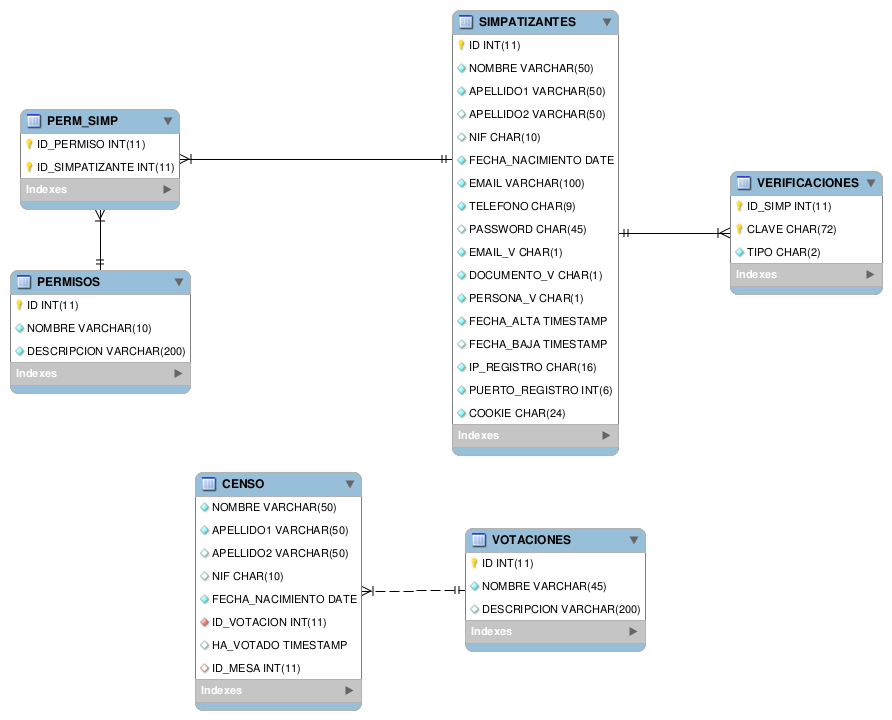 SIMPATIZANTES
ID INT(11)
NOMBRE VARCHAR(50)
APELLIDO1 VARCHAR(50)
APELLIDO2 VARCHAR(50)
NIF CHAR(10)
FECHA_NACIMIENTO DATE
EMAIL VARCHAR(100)
TELEFONO CHAR(9)
PASSWORD CHAR(45)
EMAIL_V CHAR(1)
DOCUMENTO_V CHAR(1)
PERSONA_V CHAR(1)
FECHA_ALTA TIMESTAMP
FECHA_BAJA TIMESTAMP
IP_REGISTRO CHAR(16)
PUERTO_REGISTRO INT(6)
COOKIE CHAR(24)
Indexes
PERM_SIMP
ID_PERMISO INT(11)
ID_SIMPATIZANTE INT(11)
Indexes
VERIFICACIONES
ID_SIMP INT(11)
CLAVE CHAR(72)
TIPO CHAR(2)
Indexes
PERMISOS
ID INT(11)
NOMBRE VARCHAR(10)
DESCRIPCION VARCHAR(200)
Indexes
CENSO
NOMBRE VARCHAR(50)
APELLIDO1 VARCHAR(50)
APELLIDO2 VARCHAR(50)
NIF CHAR(10)
FECHA_NACIMIENTO DATE
ID_VOTACION INT(11)
HA_VOTADO TIMESTAMP
ID_MESA INT(11)
Indexes
VOTACIONES
ID INT(11)
NOMBRE VARCHAR(45)
DESCRIPCION VARCHAR(200)
Indexes